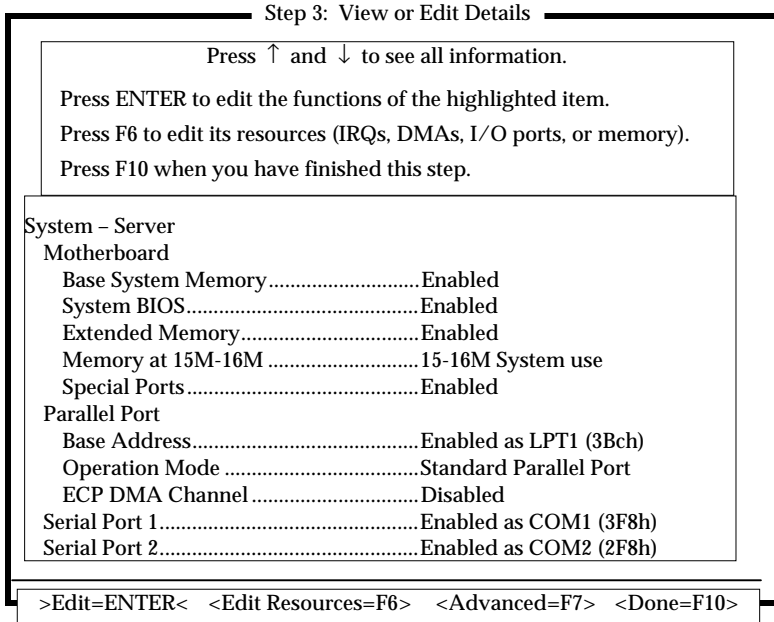 Step 3: View or Edit Details
Press ↑ and ↓ to see all information.
Press ENTER to edit the functions of the highlighted item.
Press F6 to edit its resources (IRQs, DMAs, I/O ports, or memory).
Press F10 when you have finished this step.
System – Server
Motherboard
Base System Memory.............................Enabled
System BIOS............................................Enabled
Extended Memory..................................Enabled
Memory at 15M-16M .............................15-16M System use
Special Ports............................................Enabled
Parallel Port
Base Address...........................................Enabled as LPT1 (3Bch)
Operation Mode .....................................Standard Parallel Port
ECP DMA Channel................................Disabled
Serial Port 1.................................................Enabled as COM1 (3F8h)
Serial Port 2.................................................Enabled as COM2 (2F8h)
>Edit=ENTER< <Edit Resources=F6> <Advanced=F7> <Done=F10>